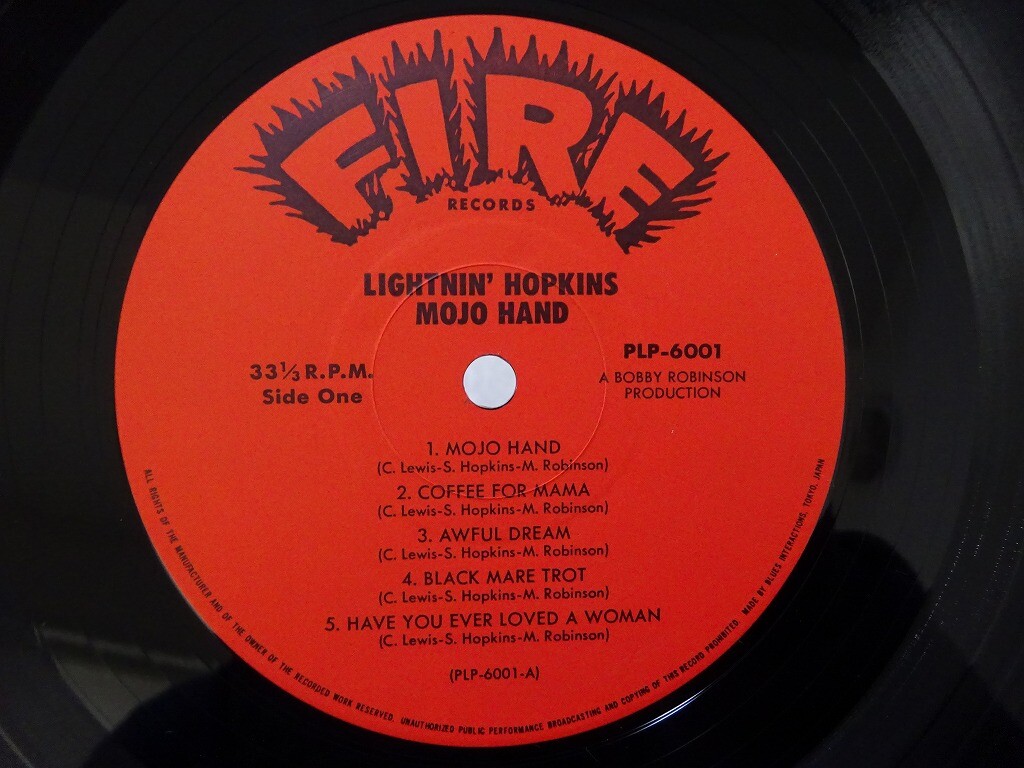 FIRE
RECORDS
LIGHTNIN' HOPKINS
MOJO HAND
33⅓ R.P.M.
Side One
PLP-6001
A BOBBY ROBINSON
PRODUCTION
1. MOJO HAND
(C. Lewis-S. Hopkins-M. Robinson)
2. COFFEE FOR MAMA
(C. Lewis-S. Hopkins-M. Robinson)
3. AWFUL DREAM
(C. Lewis-S. Hopkins-M. Robinson)
4. BLACK MARE TROT
(C. Lewis-S. Hopkins-M. Robinson)
5. HAVE YOU EVER LOVED A WOMAN
(C. Lewis-S. Hopkins-M. Robinson)
(PLP-6001-A)
ALL RIGHTS OF THE MANUFACTURER AND OF THE OWNER OF THE RECORDED WORK RESERVED. UNAUTHORIZED PUBLIC PERFORMANCE BROADCASTING AND COPYING OF THIS RECORD PROHIBITED. MADE BY BLUES INTERACTIONS, TOKYO, JAPAN